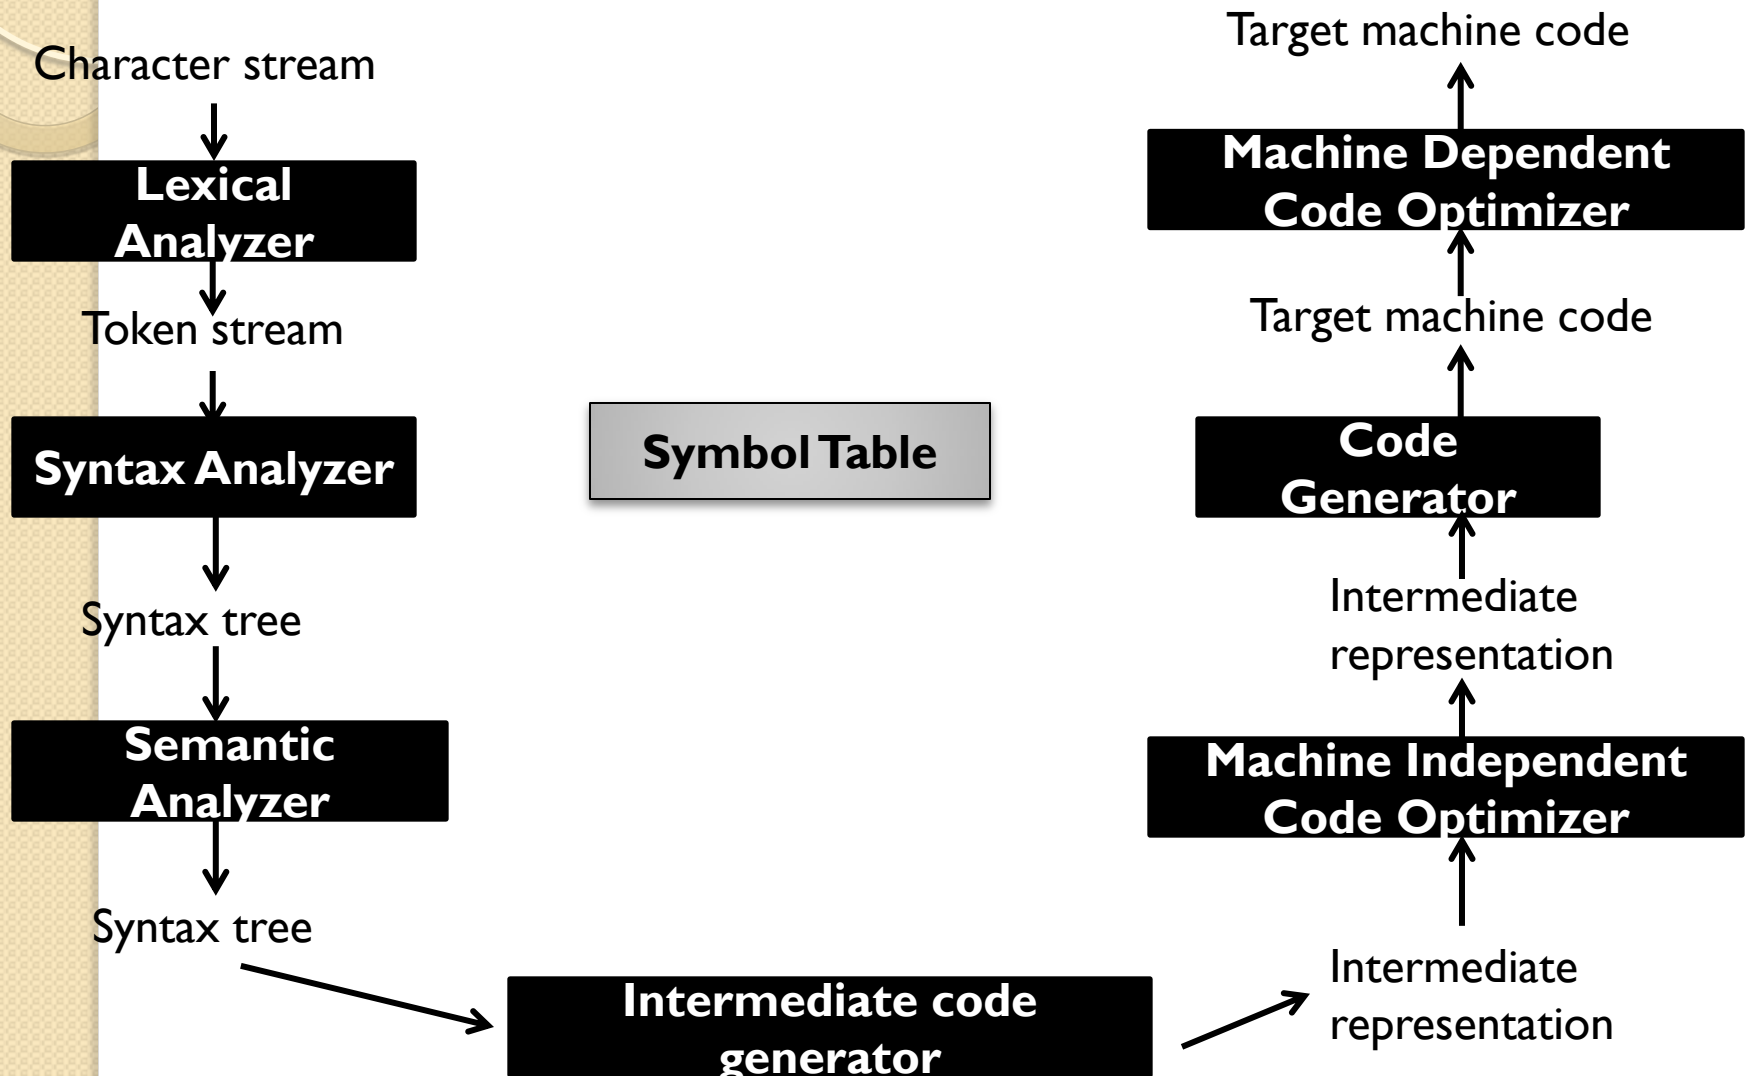 Character stream
Lexical
Analyzer
Token stream
Syntax Analyzer
Syntax tree
Semantic
Analyzer
Syntax tree
Symbol Table
Intermediate code
generator
Target machine code
Machine Dependent
Code Optimizer
Target machine code
Code
Generator
Intermediate
representation
Machine Independent
Code Optimizer
Intermediate
representation